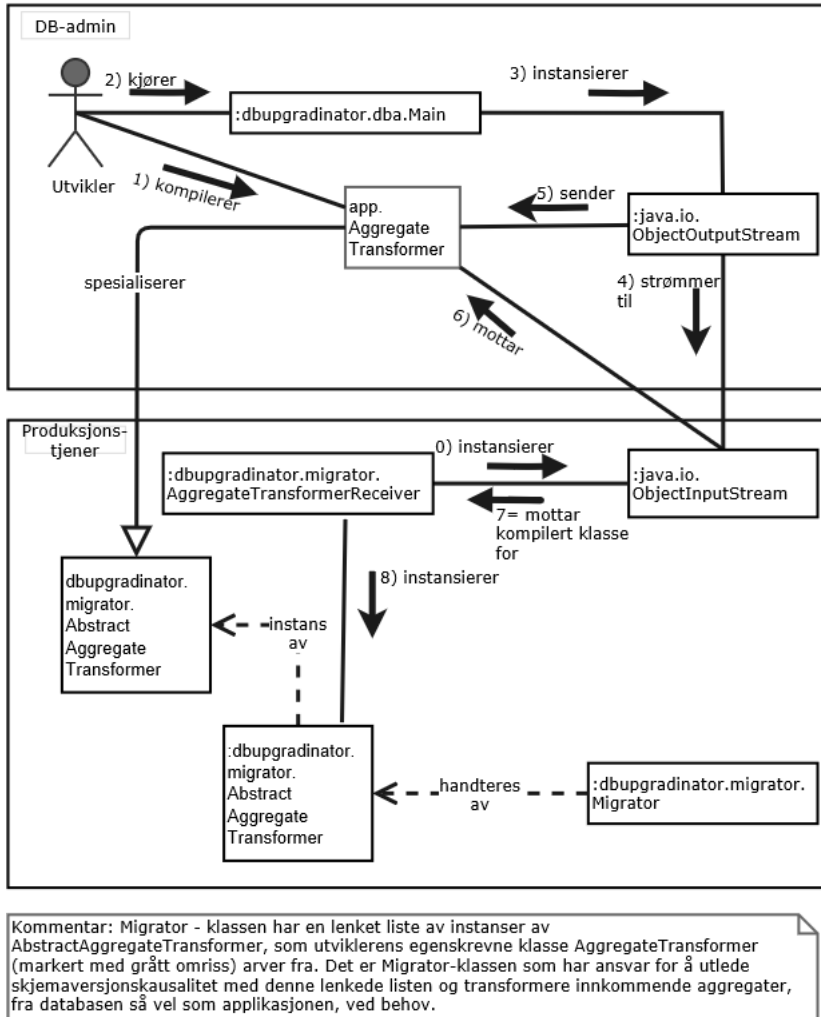 DB-admin
2) kjører
3) instansierer
:dbupgradinator.dba.Main
Utvikler
1) kompilerer
app.
Aggregate
Transformer
5) sender
:java.io.
ObjectOutputStream
spesialiserer
4) strømmer
til
6) mottar
Produksjons-
tjener
0) instansierer
:dbupgradinator.migrator.
AggregateTransformerReceiver
:java.io.
ObjectInputStream
7= mottar
kompilert klasse
for
8) instansierer
dbupgradinator.
migrator.
Abstract
Aggregate
Transformer
instans
av
:dbupgradinator.
migrator.
Abstract
Aggregate
Transformer
handteres
av
:dbupgradinator.migrator.
Migrator
Kommentar: Migrator - klassen har en lenket liste av instanser av
AbstractAggregateTransformer, som utviklerens egenskrevne klasse AggregateTransformer
(markert med grått omriss) arver fra. Det er Migrator-klassen som har ansvar for å utlede
skjemaversjonskausalitet med denne lenkede listen og transformere innkommende aggregater,
fra databasen så vel som applikasjonen, ved behov.